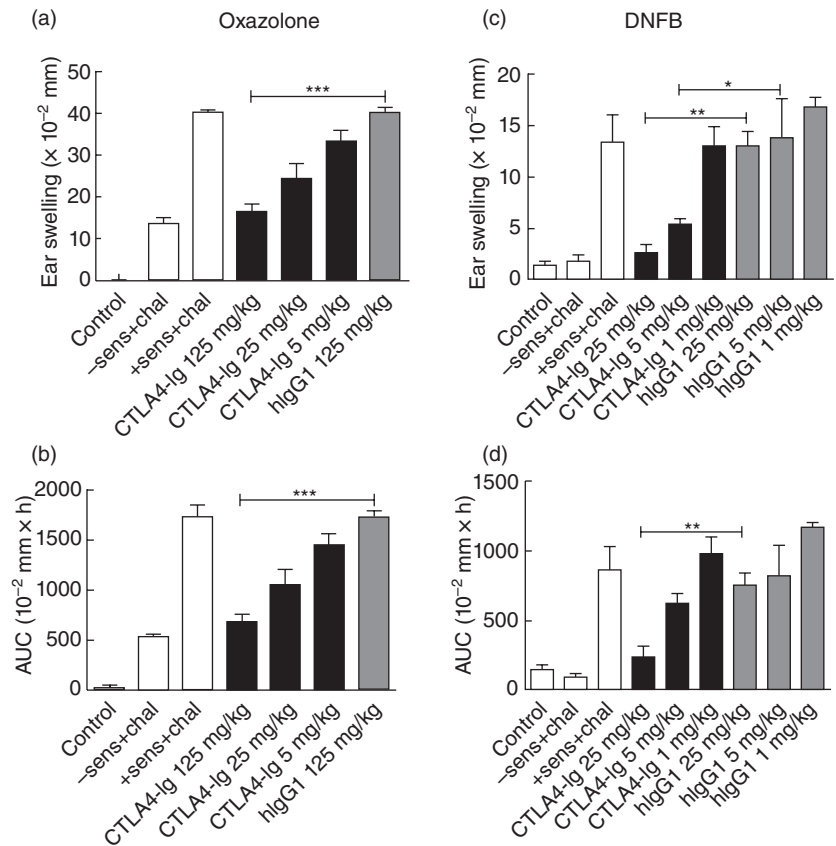 (a)
Oxazolone
Ear swelling (× 10⁻² mm)
50
40
30
20
10
0
***
Control
–sens+chal
+sens+chal
CTLA4-Ig 125 mg/kg
CTLA4-Ig 25 mg/kg
CTLA4-Ig 5 mg/kg
hIgG1 125 mg/kg
(c)
DNFB
Ear swelling (× 10⁻² mm)
20
15
10
5
0
*
**
Control
–sens+chal
+sens+chal
CTLA4-Ig 25 mg/kg
CTLA4-Ig 5 mg/kg
CTLA4-Ig 1 mg/kg
hIgG1 25 mg/kg
hIgG1 5 mg/kg
hIgG1 1 mg/kg
(b)
AUC (10⁻² mm × h)
2000
1500
1000
500
0
***
Control
–sens+chal
+sens+chal
CTLA4-Ig 125 mg/kg
CTLA4-Ig 25 mg/kg
CTLA4-Ig 5 mg/kg
hIgG1 125 mg/kg
(d)
AUC (10⁻² mm × h)
1500
1000
500
0
**
Control
–sens+chal
+sens+chal
CTLA4-Ig 25 mg/kg
CTLA4-Ig 5 mg/kg
CTLA4-Ig 1 mg/kg
hIgG1 25 mg/kg
hIgG1 5 mg/kg
hIgG1 1 mg/kg